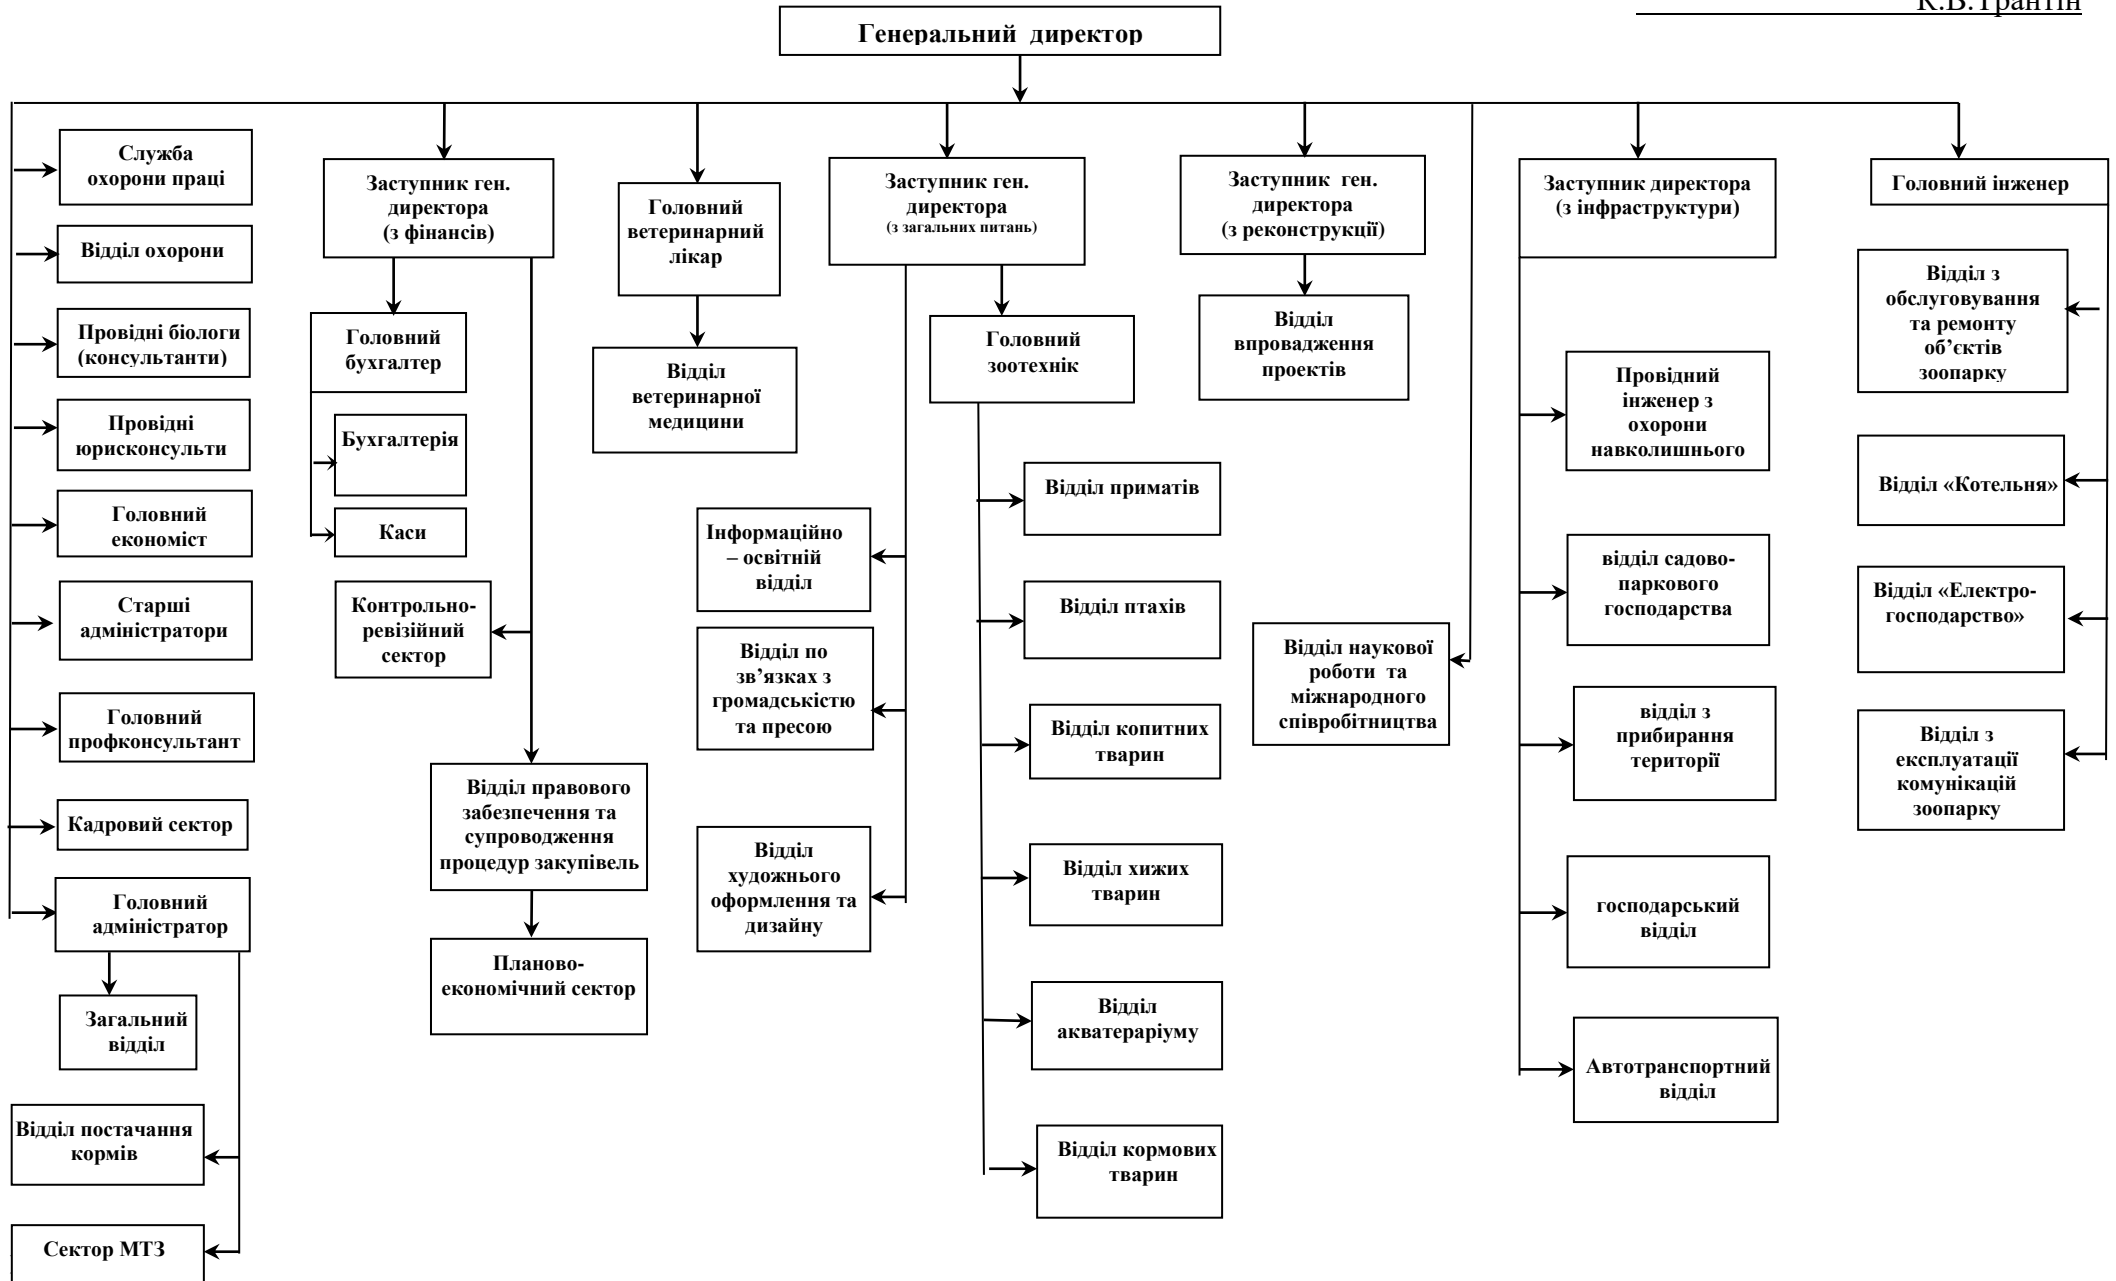 К.В.Трантін
Генеральний директор
Служба
охорони праці
Відділ охорони
Провідні біологи
(консультанти)
Провідні
юрисконсульти
Головний
економіст
Старші
адміністратори
Головний
профконсультант
Кадровий сектор
Головний
адміністратор
Загальний
відділ
Відділ постачання
кормів
Сектор МТЗ
Заступник ген.
директора
(з фінансів)
Головний
бухгалтер
Бухгалтерія
Каси
Контрольно-
ревізійний
сектор
Відділ правового
забезпечення та
супроводження
процедур закупівель
Планово-
економічний сектор
Головний
ветеринарний
лікар
Відділ
ветеринарної
медицини
Заступник ген.
директора
(з загальних питань)
Інформаційно
– освітній
відділ
Відділ по
зв’язках з
громадськістю
та пресою
Відділ
художнього
оформлення та
дизайну
Головний
зоотехнік
Відділ приматів
Відділ птахів
Відділ копитних
тварин
Відділ хижих
тварин
Відділ
акватераріуму
Відділ кормових
тварин
Заступник ген.
директора
(з реконструкції)
Відділ
впровадження
проектів
Відділ наукової
роботи та
міжнародного
співробітництва
Заступник директора
(з інфраструктури)
Провідний
інженер з
охорони
навколишнього
відділ садово-
паркового
господарства
відділ з
прибирання
території
господарський
відділ
Автотранспортний
відділ
Головний інженер
Відділ з
обслуговування
та ремонту
об’єктів
зоопарку
Відділ «Котельня»
Відділ «Електро-
господарство»
Відділ з
експлуатації
комунікацій
зоопарку